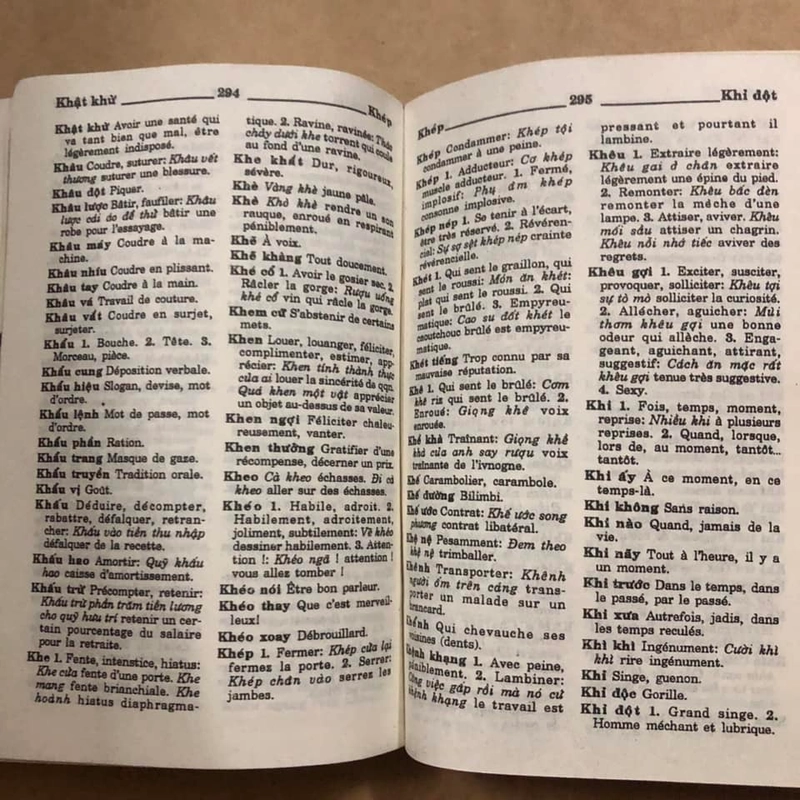 Khật khử 294 Khép
Khật khử Avoir une santé qui
va tant bien que mal, être
légèrement indisposé.
Khâu Coudre, suturer: Khâu vết
thương suturer une blessure.
Khâu đột Piquer.
Khâu lược Bâtir, faufiler: Khâu
lược cái áo để thử bâtir une
robe pour l'essayage.
Khâu máy Coudre à la ma-
chine.
Khâu nhíu Coudre en plissant.
Khâu tay Coudre à la main.
Khâu vá Travail de couture.
Khâu vắt Coudre en surjet,
surjeter.
Khẩu 1. Bouche. 2. Tête. 3.
Morceau, pièce.
Khẩu cung Déposition verbale.
Khẩu hiệu Slogan, devise, mot
d'ordre.
Khẩu lệnh Mot de passe, mot
d'ordre.
Khẩu phần Ration.
Khẩu trang Masque de gaze.
Khẩu truyền Tradition orale.
Khẩu vị Goût.
Khấu Déduire, décompter,
rabattre, défalquer, retran-
cher: Khấu vào tiền thu nhập
défalquer de la recette.
Khấu hao Amortir: Quỹ khấu
hao caisse d'amortissement.
Khấu trừ Précompter, retenir:
Khấu trừ phần trăm tiền lương
cho quỹ hưu trí retenir un cer-
tain pourcentage du salaire
pour la retraite.
Khe 1. Fente, intenstice, hiatus:
Khe cửa fente d'une porte. Khe
mang fente brianchiale. Khe
hoành hiatus diaphragma-
tique. 2. Ravine, ravinée: Thác
chảy dưới khe torrent qui coule
au fond d'une ravine.
Khe khắt Dur, rigoureux,
sévère.
Khè Vàng khè jaune pâle.
Khè Khò khè rendre un son
rauque, enroué en respirant
péniblement.
Khẽ À voix.
Khẽ khàng Tout doucement.
Khé cổ 1. Avoir le gosier sec. 2.
Râcler la gorge: Rượu uống
khé cổ vin qui râcle la gorge.
Khem cữ S'abstenir de certains
mets.
Khen Louer, louanger, féliciter,
complimenter, estimer, app-
récier: Khen tính thành thực
của ai louer la sincérité de qqn.
Quá khen một vật apprécier
un objet au-dessus de sa valeur.
Khen ngợi Féliciter chaleu-
reusement, vanter.
Khen thưởng Gratifier d'une
récompense, décerner un prix.
Kheo Cà kheo échasses. Đi cà
kheo aller sur des échasses.
Khéo 1. Habile, adroit. 2.
Habilement, adroitement,
joliment, subtilement: Vẽ khéo
dessiner habilement. 3. Atten-
tion !: Khéo ngã ! attention !
vous allez tomber !
Khéo nói Être bon parleur.
Khéo thay Que c'est merveil-
leux!
Khéo xoay Débrouillard.
Khép 1. Fermer: Khép cửa lại
fermez la porte. 2. Serrer:
Khép chân vào serrez les
jambes.
Khép 295 Khỉ đột
Khép Condammer: Khép tội
condammer à une peine.
Khép 1. Adducteur: Cơ khép
muscle adducteur. 1. Fermé,
implosif: Phụ âm khép
consonne implosive.
Khép nép 1. Se tenir à l'écart,
être très réservé. 2. Révéren-
ciel: Sự sợ sệt khép nép crainte
révérencielle.
Khét 1. Qui sent le graillon, qui
sent le roussi: Món ăn khét:
plat qui sent le roussi. 2. Qui
sent le brûlé. 3. Empyreu-
matique: Cao su đốt khét le
caoutchouc brûlé est empyreu-
matique.
Khét tiếng Trop connu par sa
mauvaise réputation.
Khê 1. Qui sent le brûlé: Cơm
khê riz qui sent le brûlé. 2.
Enroué: Giọng khê voix
enroée.
Khề khà Traînant: Giọng khề
khà của anh say rượu voix
traînante de l'ivnogne.
Khế Carambolier, carambole.
Khế đường Bilimbi.
Khế ước Contrat: Khế ước song
phương contrat libatéral.
Khệ nệ Pesamment: Đem theo
khệ nệ trimballer.
Khênh Transporter: Khênh
người ốm trên cáng trans-
porter un malade sur un
brancard.
Khểnh Qui chevauche ses
voisines (dents).
Khệnh khạng 1. Avec peine,
péniblement. 2. Lambiner:
Công việc gấp rồi mà nó cứ
khệnh khạng le travail est
pressant et pourtant il
lambine.
Khêu 1. Extraire légèrement:
Khêu gai ở chân extraire
légèrement une épine du pied.
2. Remonter: Khêu bấc đèn
remonter la mèche d'une
lampe. 3. Attiser, aviver. Khêu
mối sầu attiser un chagrin.
Khêu nỗi nhớ tiếc aviver des
regrets.
Khêu gợi 1. Exciter, susciter,
provoquer, solliciter: Khêu tợi
sự tò mò solliciter la curiosité.
2. Allécher, aguicher: Mùi
thơm khêu gợi une bonne
odeur qui allèche. 3. Enga-
geant, aguichant, attirant,
suggestif: Cách ăn mặc rất
khêu gợi tenue très suggestive.
4. Sexy.
Khi 1. Fois, temps, moment,
reprise: Nhiều khi à plusieurs
reprises. 2. Quand, lorsque,
lors de, au moment, tantôt...
tantôt.
Khi ấy À ce moment, en ce
temps-là.
Khi không Sans raison.
Khi nào Quand, jamais de la
vie.
Khi nãy Tout à l'heure, il y a
un moment.
Khi trước Dans le temps, dans
le passé, par le passé.
Khi xưa Autrefois, jadis, dans
les temps reculés.
Khì khì Ingénument: Cười khì
khì rire ingénument.
Khỉ Singe, guenon.
Khỉ độc Gorille.
Khỉ đột 1. Grand singe. 2.
Homme méchant et lubrique.